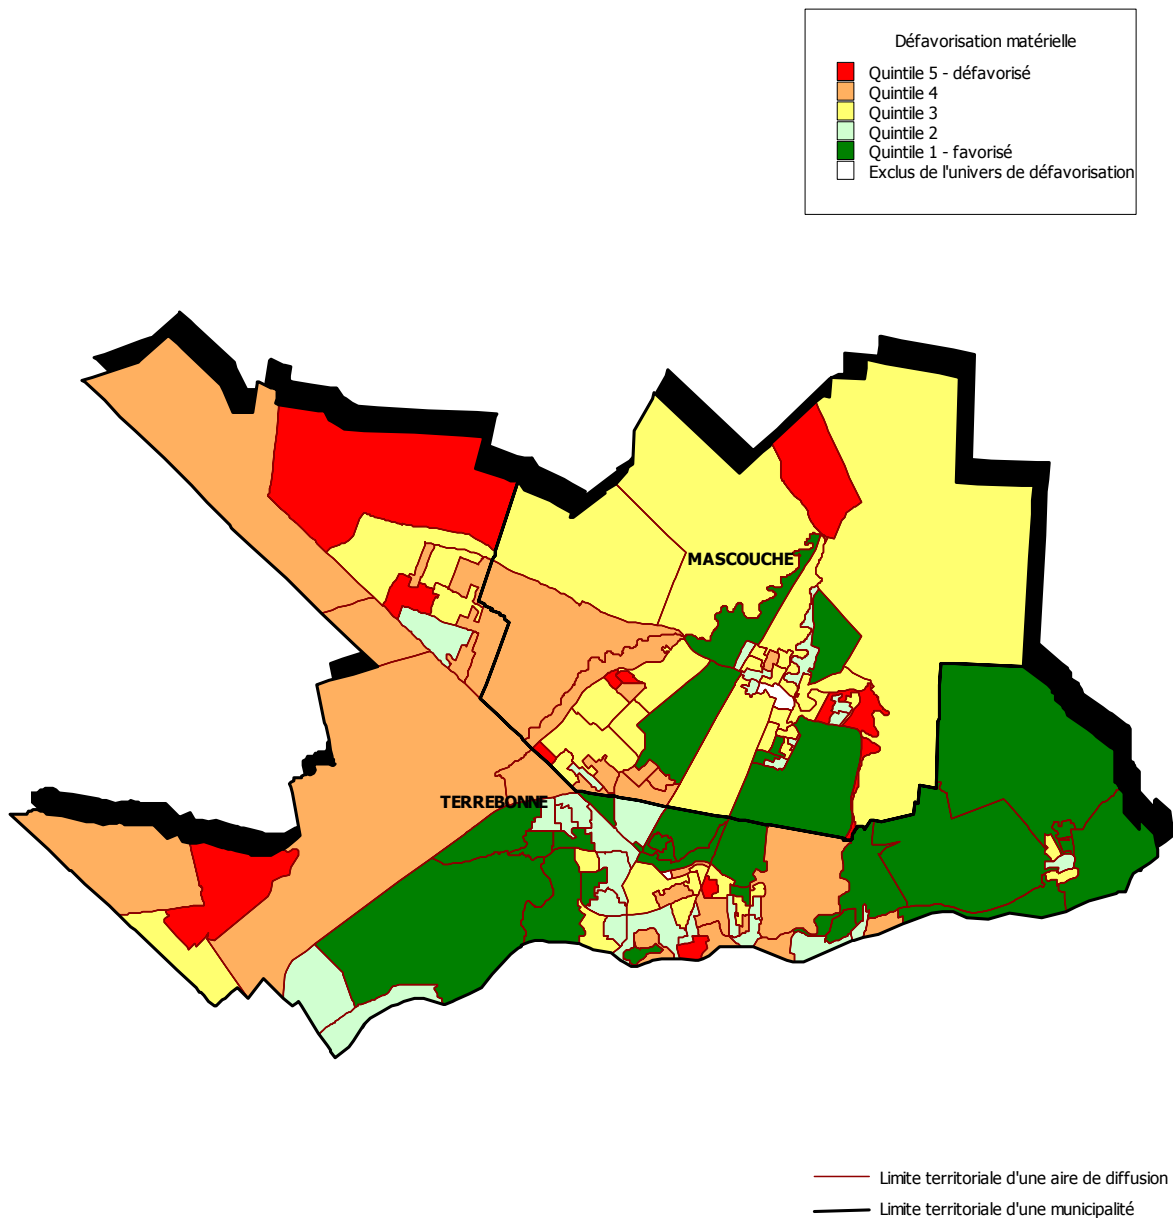 Défavorisation matérielle
Quintile 5 - défavorisé
Quintile 4
Quintile 3
Quintile 2
Quintile 1 - favorisé
Exclus de l'univers de défavorisation
MASCOUCHE
TERREBONNE
Limite territoriale d'une aire de diffusion
Limite territoriale d'une municipalité